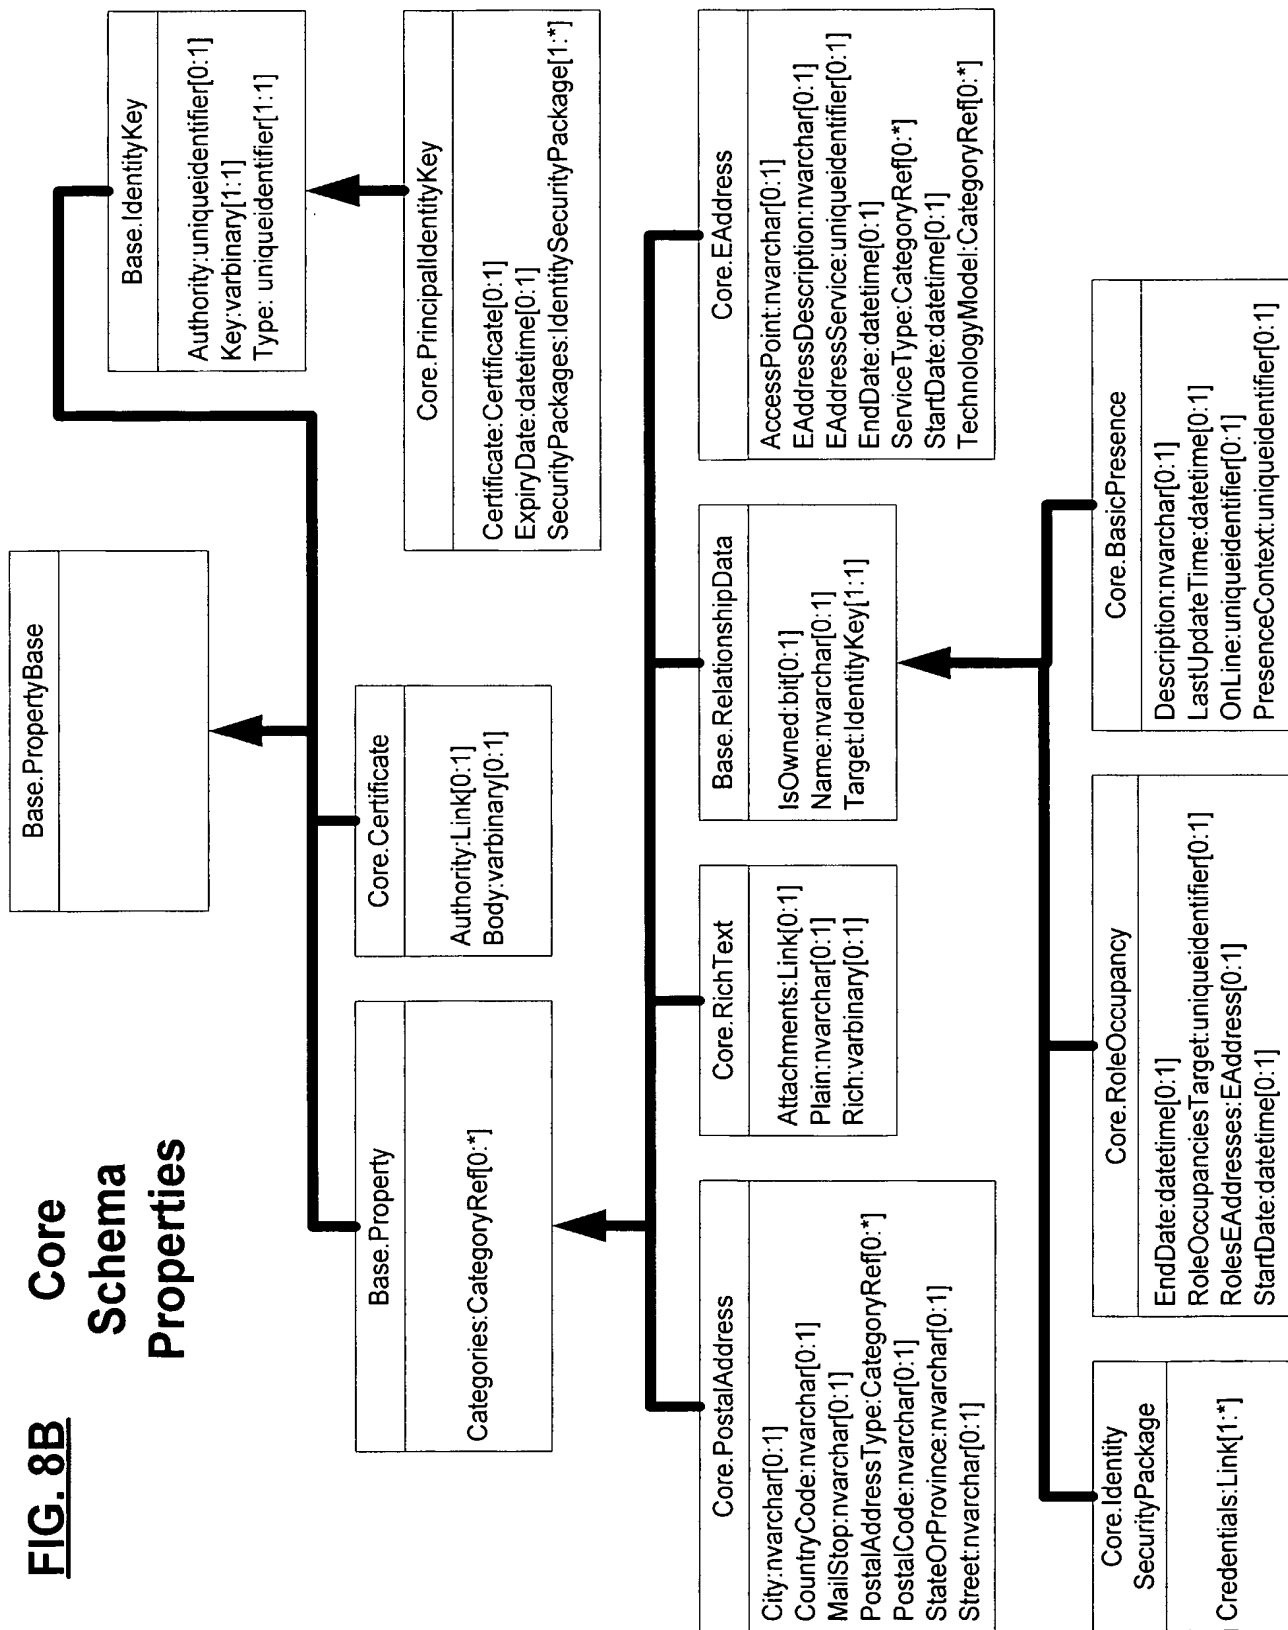 FIG. 8B
Core
Schema
Properties
Base.PropertyBase
Base.Property
Categories:CategoryRef[0:*]
Core.Certificate
Authority:Link[0:1]
Body:varbinary[0:1]
Base.IdentityKey
Authority:uniqueidentifier[0:1]
Key:varbinary[1:1]
Type: uniqueidentifier[1:1]
Core.PrincipalIdentityKey
Certificate:Certificate[0:1]
ExpiryDate:datetime[0:1]
SecurityPackages:IdentitySecurityPackage[1:*]
Core.PostalAddress
City:nvarchar[0:1]
CountryCode:nvarchar[0:1]
MailStop:nvarchar[0:1]
PostalAddressType:CategoryRef[0:*]
PostalCode:nvarchar[0:1]
StateOrProvince:nvarchar[0:1]
Street:nvarchar[0:1]
Core.RichText
Attachments:Link[0:1]
Plain:nvarchar[0:1]
Rich:varbinary[0:1]
Base.RelationshipData
IsOwned:bit[0:1]
Name:nvarchar[0:1]
Target:IdentityKey[1:1]
Core.EAddress
AccessPoint:nvarchar[0:1]
EAddressDescription:nvarchar[0:1]
EAddressService:uniqueidentifier[0:1]
EndDate:datetime[0:1]
ServiceType:CategoryRef[0:*]
StartDate:datetime[0:1]
TechnologyModel:CategoryRef[0:*]
Core.Identity
SecurityPackage
Credentials:Link[1:*]
Core.RoleOccupancy
EndDate:datetime[0:1]
RoleOccupanciesTarget:uniqueidentifier[0:1]
RolesEAddresses:EAddress[0:1]
StartDate:datetime[0:1]
Core.BasicPresence
Description:nvarchar[0:1]
LastUpdateTime:datetime[0:1]
OnLine:uniqueidentifier[0:1]
PresenceContext:uniqueidentifier[0:1]